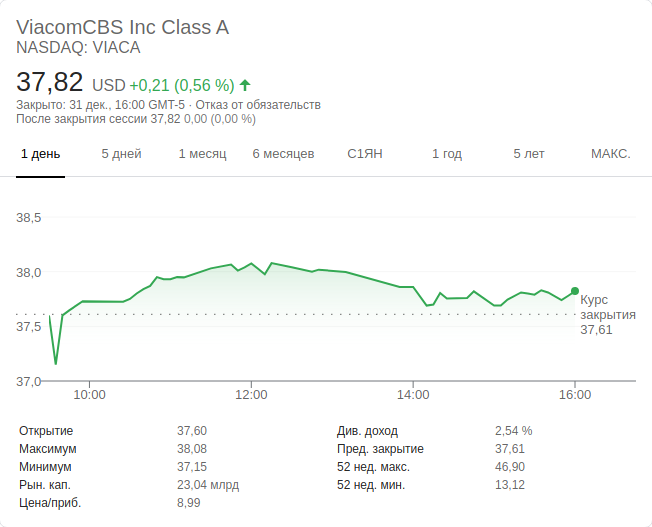 ViacomCBS Inc Class A
NASDAQ: VIACA
37,82 USD +0,21 (0,56 %)
Закрыто: 31 дек., 16:00 GMT-5 · Отказ от обязательств
После закрытия сессии 37,82 0,00 (0,00 %)
1 день 5 дней 1 месяц 6 месяцев С1ЯН 1 год 5 лет МАКС.
38,5
38,0
37,5
37,0
Курс
закрытия
37,61
10:00 12:00 14:00 16:00
Открытие 37,60 Див. доход 2,54 %
Максимум 38,08 Пред. закрытие 37,61
Минимум 37,15 52 нед. макс. 46,90
Рын. кап. 23,04 млрд 52 нед. мин. 13,12
Цена/приб. 8,99